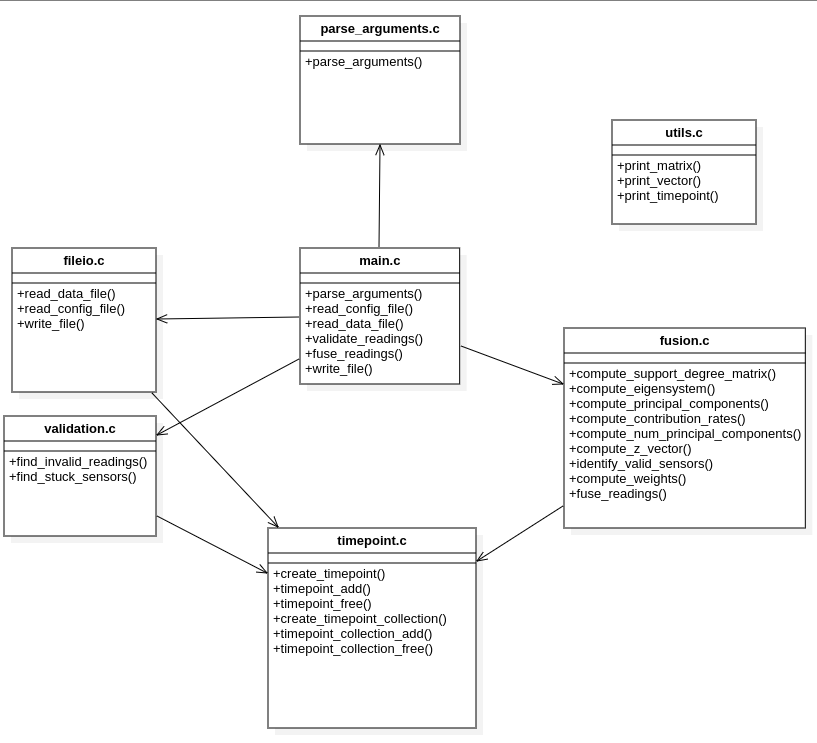 parse_arguments.c
+parse_arguments()
utils.c
+print_matrix()
+print_vector()
+print_timepoint()
fileio.c
+read_data_file()
+read_config_file()
+write_file()
main.c
+parse_arguments()
+read_config_file()
+read_data_file()
+validate_readings()
+fuse_readings()
+write_file()
fusion.c
+compute_support_degree_matrix()
+compute_eigensystem()
+compute_principal_components()
+compute_contribution_rates()
+compute_num_principal_components()
+compute_z_vector()
+identify_valid_sensors()
+compute_weights()
+fuse_readings()
validation.c
+find_invalid_readings()
+find_stuck_sensors()
timepoint.c
+create_timepoint()
+timepoint_add()
+timepoint_free()
+create_timepoint_collection()
+timepoint_collection_add()
+timepoint_collection_free()